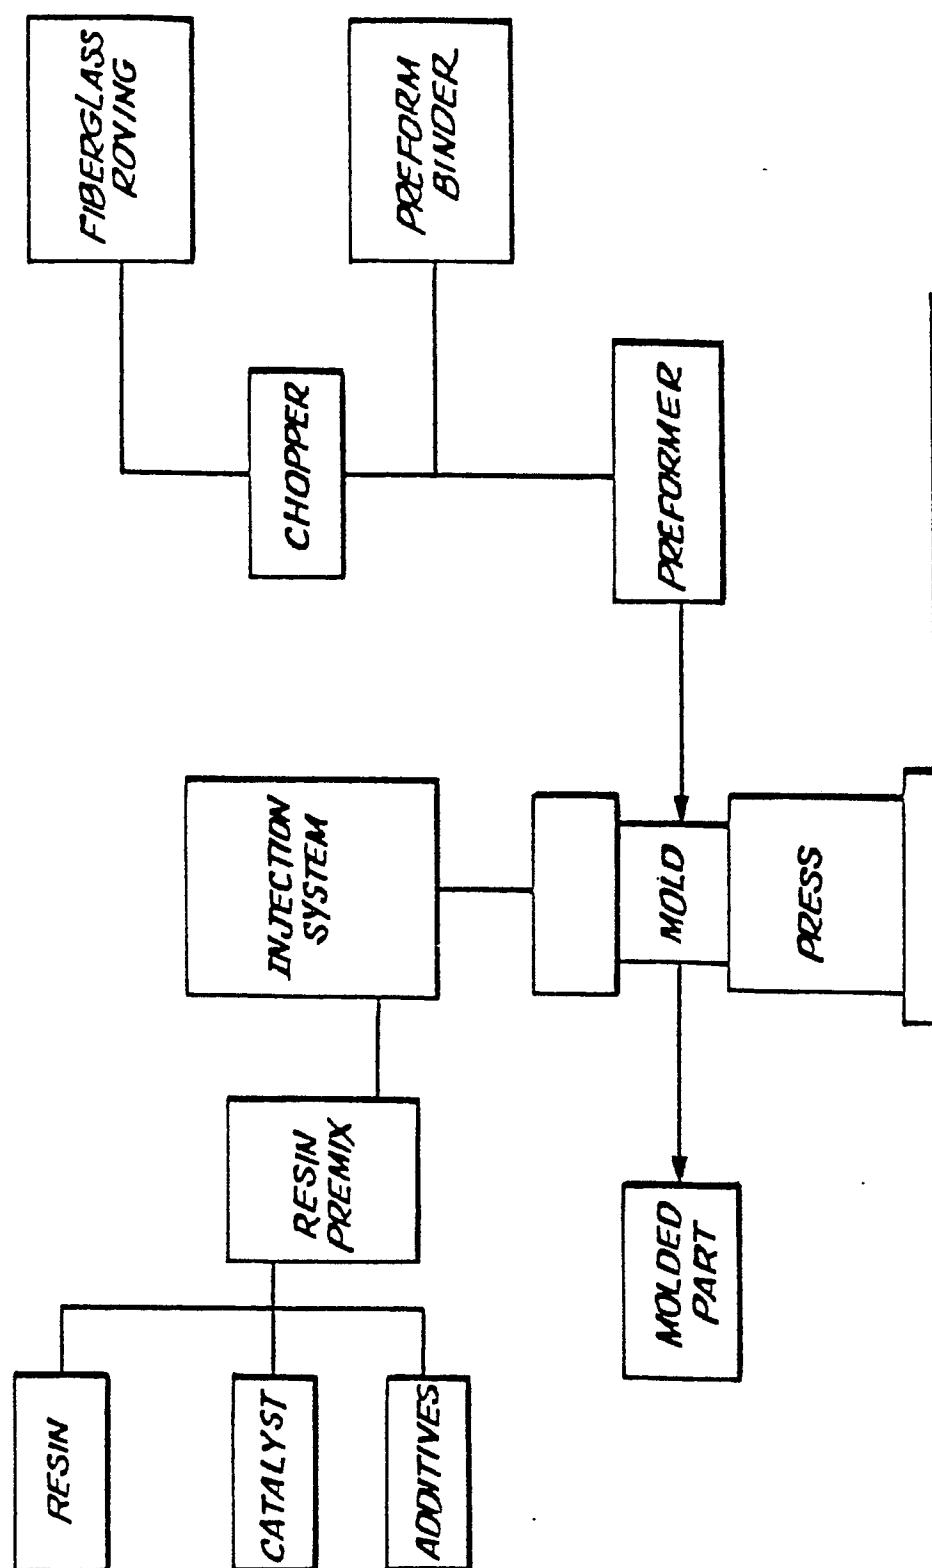 RESIN
CATALYST
ADDITIVES
RESIN
PREMIX
INJECTION
SYSTEM
FIBERGLASS
ROVING
CHOPPER
PREFORM
BINDER
PREFORMER
MOLD
PRESS
MOLDED
PART